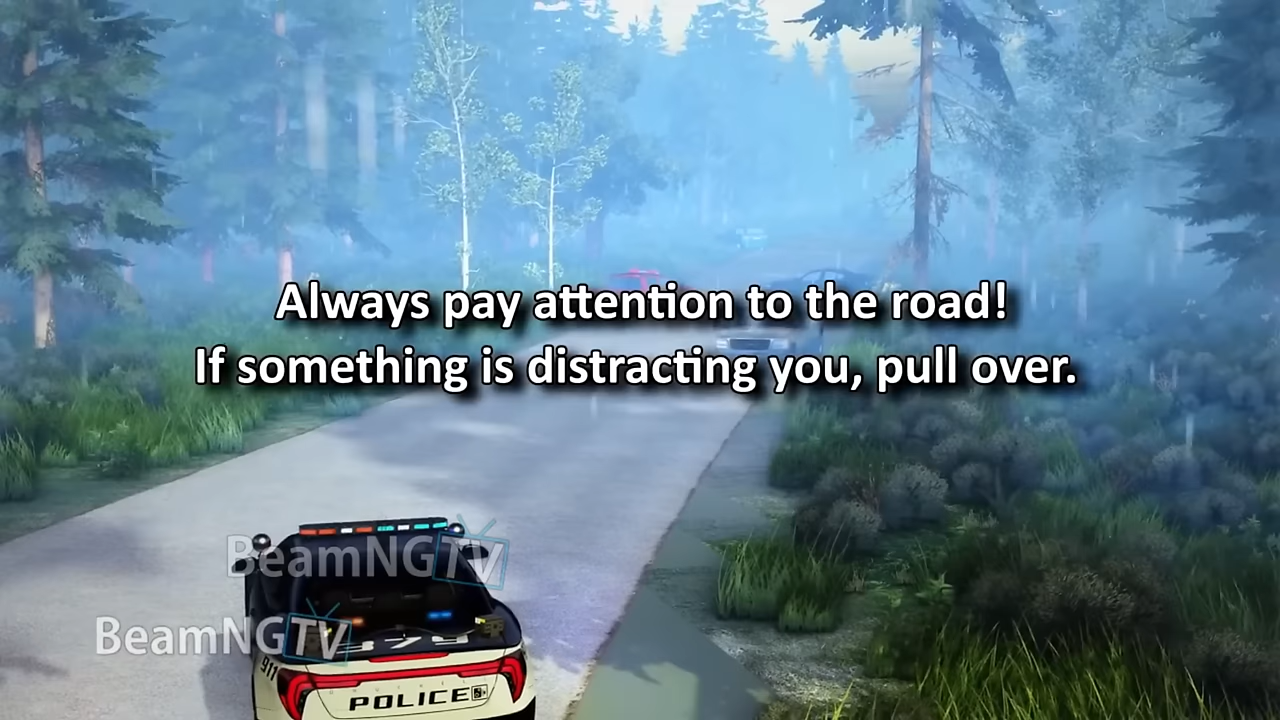 Always pay attention to the road!
If something is distracting you, pull over.
BeamNGTV
BeamNGTV
911
POLICE